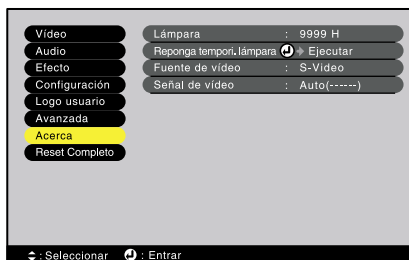 Vídeo
Audio
Efecto
Configuración
Logo usuario
Avanzada
Acerca
Reset Completo
Lámpara : 9999 H
Reponga tempori. lámpara Ejecutar
Fuente de vídeo : S-Video
Señal de vídeo : Auto(------)
: Seleccionar : Entrar